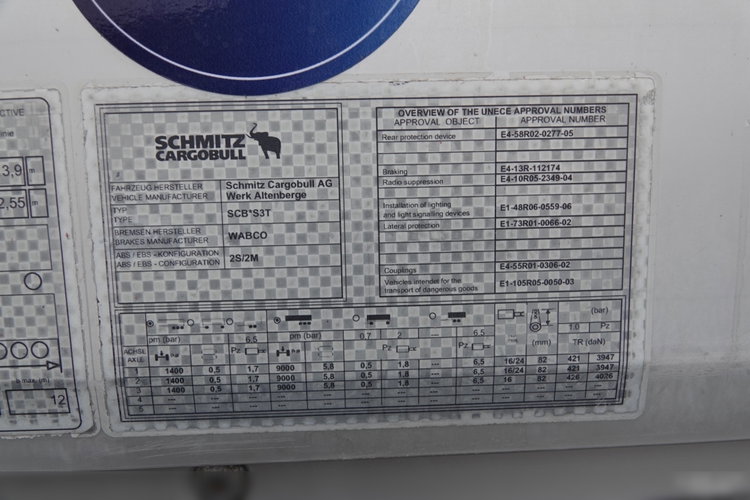 CTIVE
3,9 m
2,55 m
b max. (m)
12
SCHMITZ
CARGOBULL
FAHRZEUG HERSTELLER
VEHICLE MANUFACTURER
Schmitz Cargobull AG
Werk Altenberge
TYP
TYPE
SCB*S3T
BREMSEN HERSTELLER
BRAKES MANUFACTURER
WABCO
ABS / EBS - KONFIGURATION
ABS / EBS - CONFIGURATION
2S/2M
OVERVIEW OF THE UNECE APPROVAL NUMBERS
APPROVAL OBJECT APPROVAL NUMBER
Rear protection device E4-58R02-0277-05
Braking E4-13R-112174
Radio suppression E4-10R05-2349-04
Installation of lighting
and light signalling devices E1-48R06-0559-06
Lateral protection E1-73R01-0066-02
Couplings E4-55R01-0306-02
Vehicles intendet for the
transport of dangerous goods E1-105R05-0050-03
(bar)
pm (bar) 6,5 pm (bar) 0,7 2 6,5 1.0 Pz
ACHSE
AXLE Pz Pz (mm) TR (daN)
1 1400 0,5 1,7 9000 5,8 0,5 1,8 --- 6,5 16/24 82 421 3947
2 1400 0,5 1,7 9000 5,8 0,5 1,8 --- 6,5 16/24 82 421 3947
3 1400 0,5 1,7 9000 5,8 0,5 1,8 --- 6,5 16 82 426 4026
4 --- --- --- --- --- --- --- --- --- --- --- --- ---
5 --- --- --- --- --- --- --- --- --- --- --- --- ---